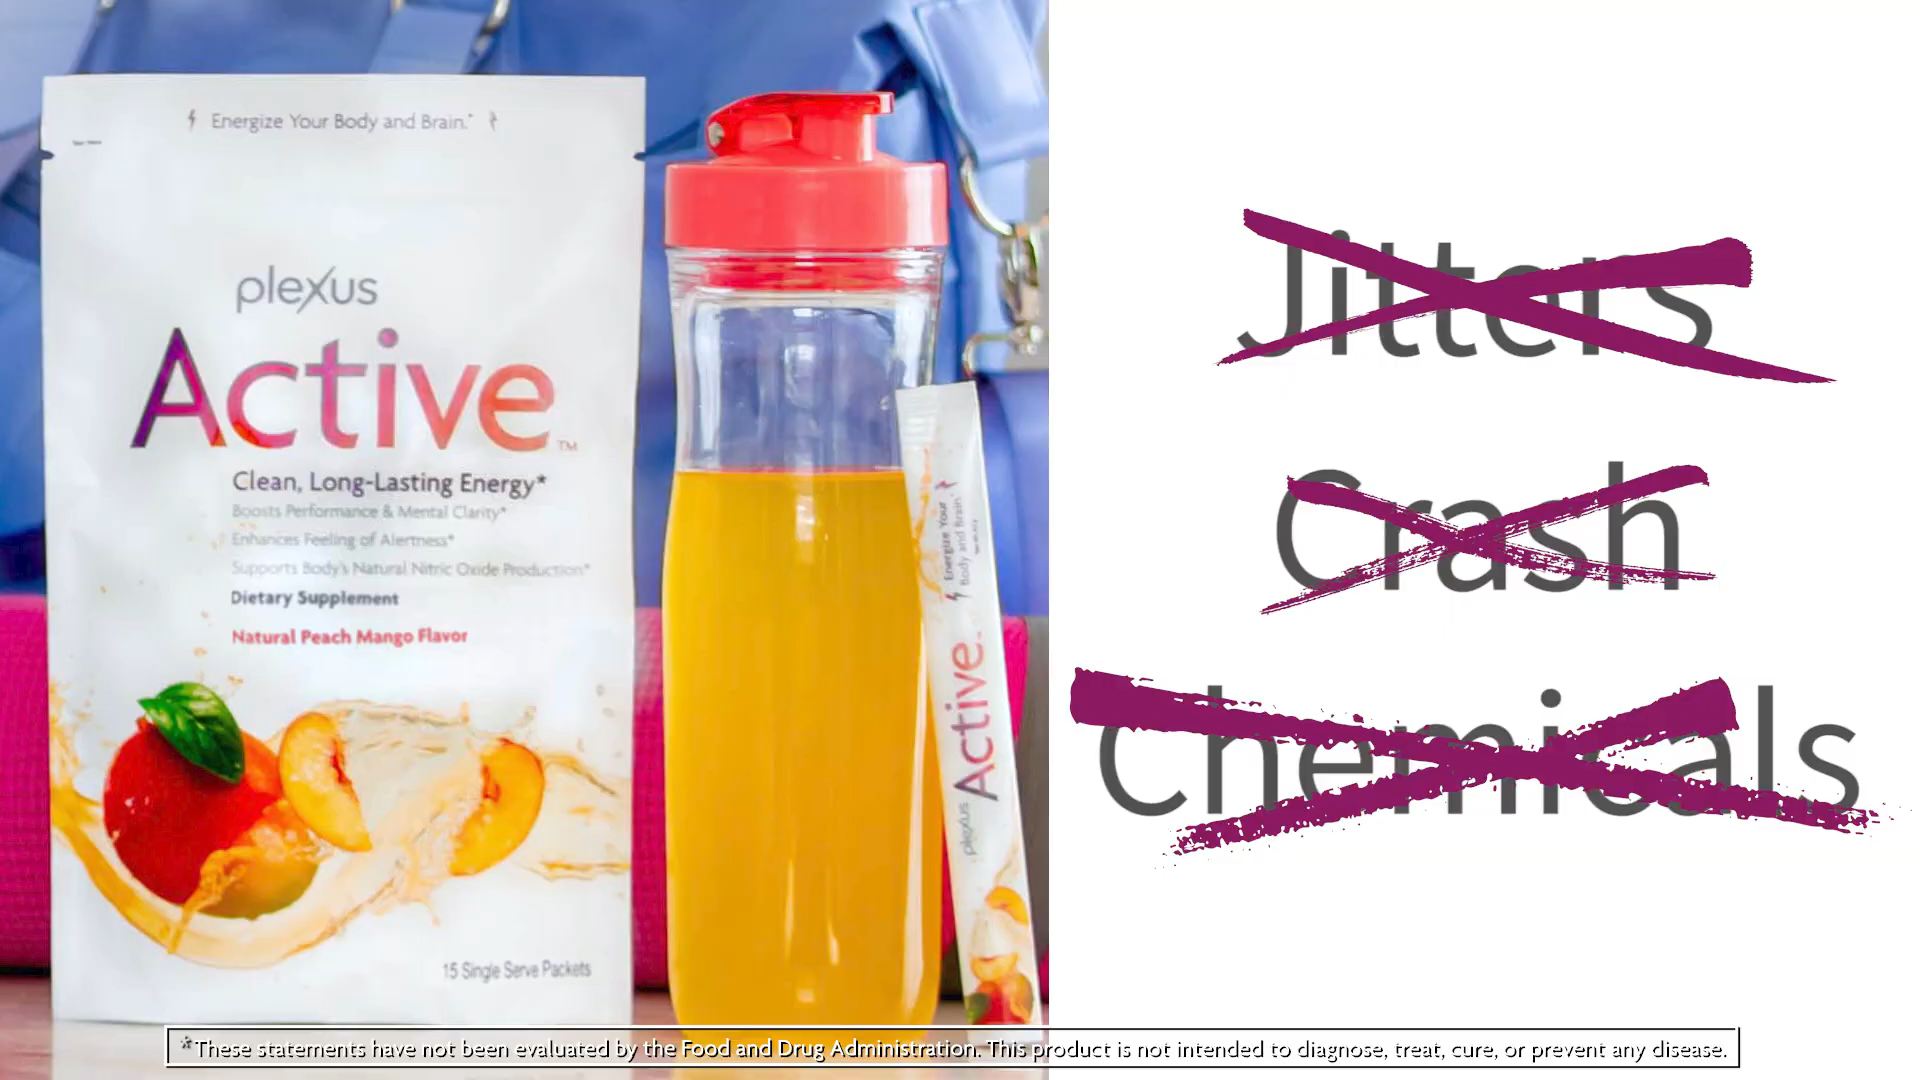 Energize Your Body and Brain.*
plexus
Active™
Clean, Long-Lasting Energy*
Boosts Performance & Mental Clarity*
Enhances Feeling of Alertness*
Supports Body's Natural Nitric Oxide Production*
Dietary Supplement
Natural Peach Mango Flavor
15 Single Serve Packets
Energize Your
Body and Brain*
plexus Active™
Jitters
Crash
Chemicals
*These statements have not been evaluated by the Food and Drug Administration. This product is not intended to diagnose, treat, cure, or prevent any disease.